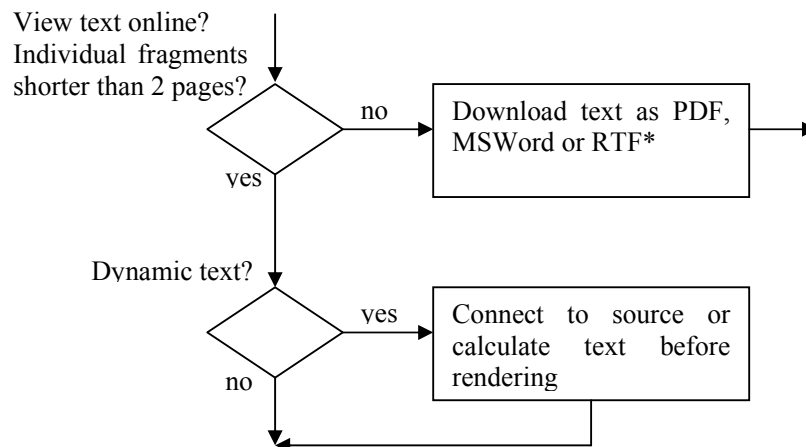 View text online?
Individual fragments
shorter than 2 pages?
no
Download text as PDF,
MSWord or RTF*
yes
Dynamic text?
yes
Connect to source or
calculate text before
rendering
no